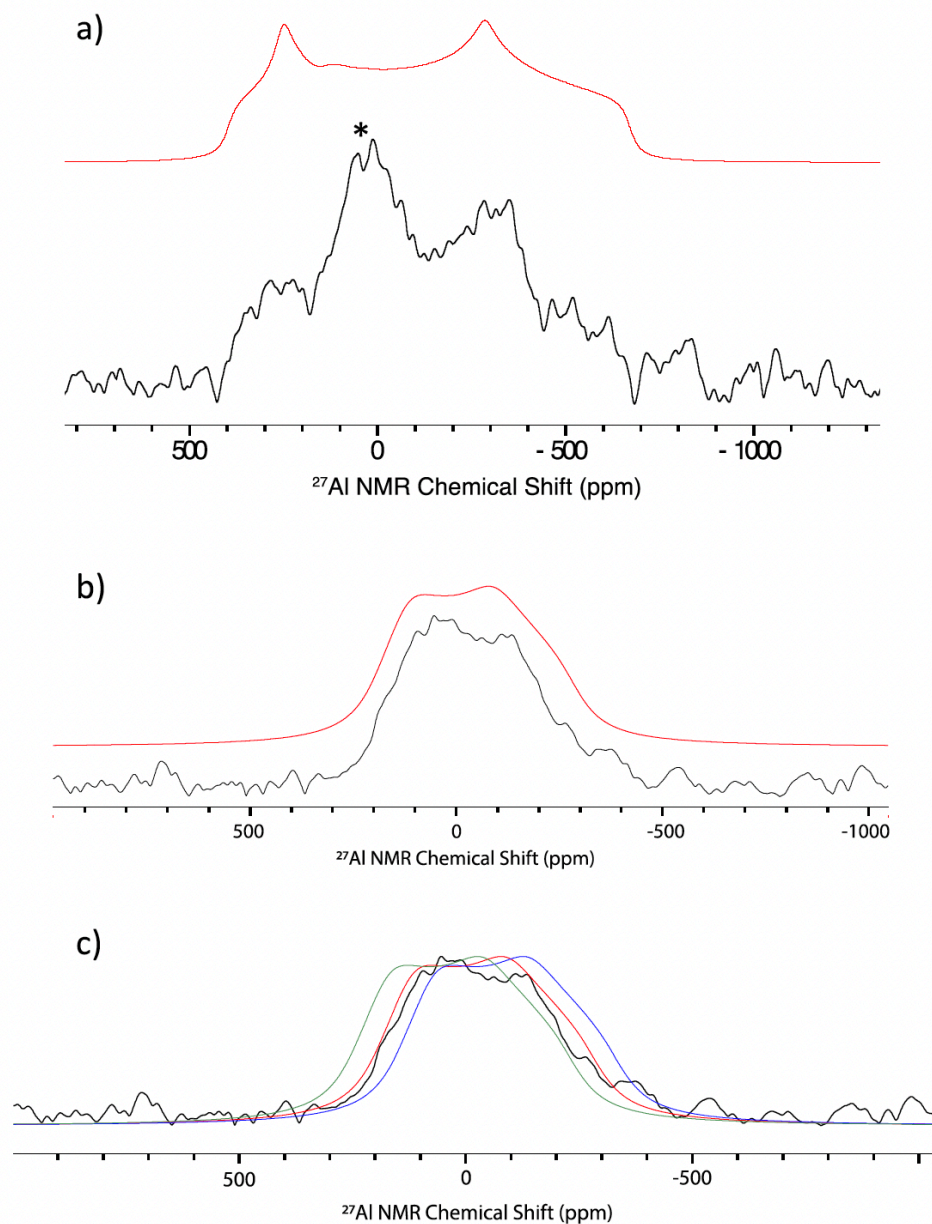 a)
*
500 0 - 500 - 1000
²⁷Al NMR Chemical Shift (ppm)
b)
500 0 -500 -1000
²⁷Al NMR Chemical Shift (ppm)
c)
500 0 -500
²⁷Al NMR Chemical Shift (ppm)